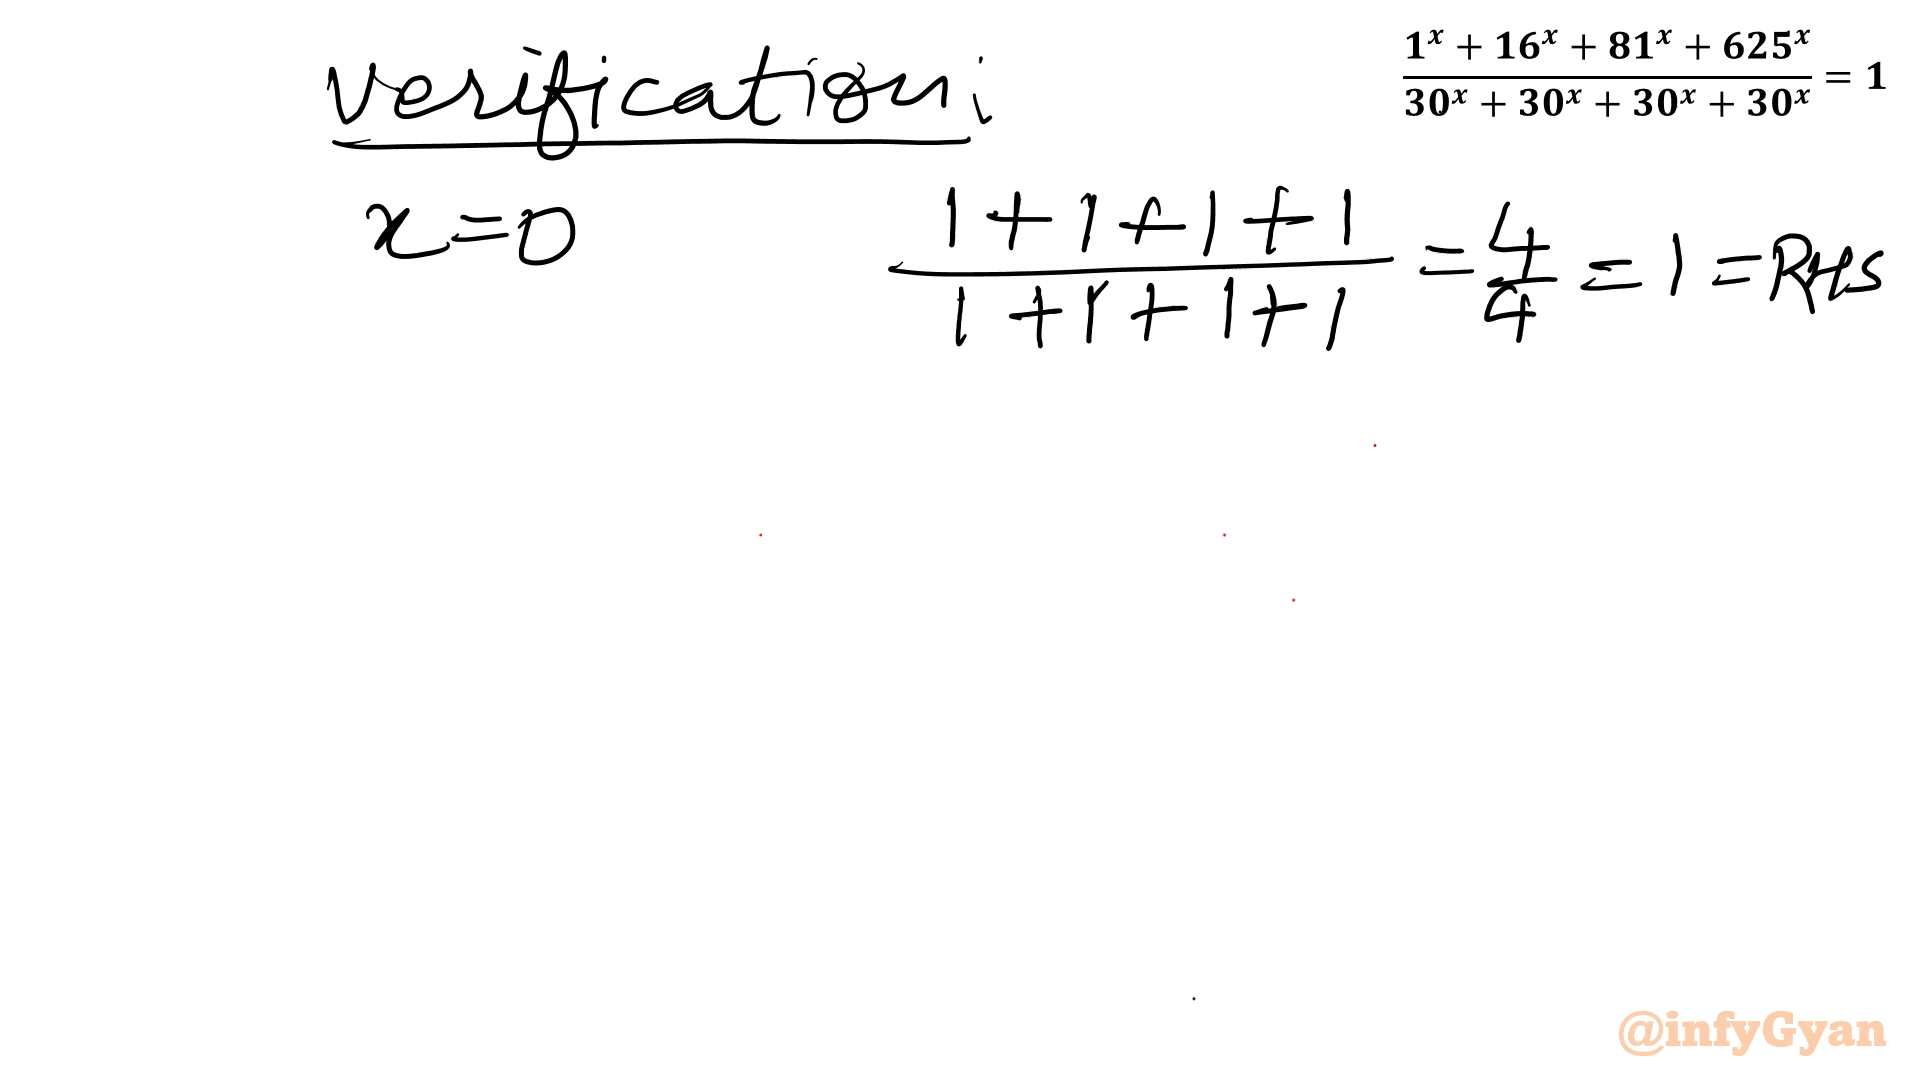 verification:
1^x + 16^x + 81^x + 625^x / 30^x + 30^x + 30^x + 30^x = 1
x = 0
1 + 1 + 1 + 1 / 1 + 1 + 1 + 1 = 4/4 = 1 = RHS
@infyGyan